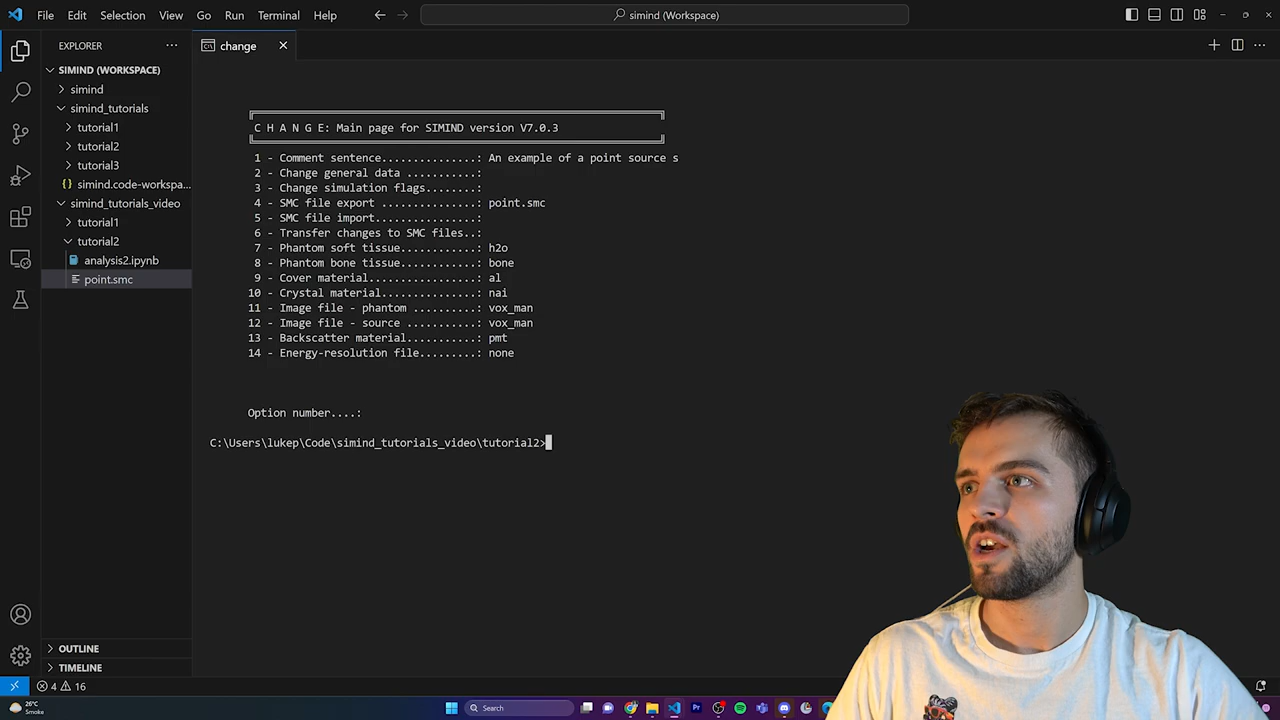 File Edit Selection View Go Run Terminal Help
simind (Workspace)
EXPLORER
change
SIMIND (WORKSPACE)
simind
simind_tutorials
tutorial1
tutorial2
tutorial3
simind.code-workspa...
simind_tutorials_video
tutorial1
tutorial2
analysis2.ipynb
point.smc
C H A N G E: Main page for SIMIND version V7.0.3
1 - Comment sentence...............: An example of a point source s
2 - Change general data ............:
3 - Change simulation flags........:
4 - SMC file export ................: point.smc
5 - SMC file import................:
6 - Transfer changes to SMC files..:
7 - Phantom soft tissue............: h2o
8 - Phantom bone tissue............: bone
9 - Cover material.................: al
10 - Crystal material...............: nai
11 - Image file - phantom ..........: vox_man
12 - Image file - source ...........: vox_man
13 - Backscatter material...........: pmt
14 - Energy-resolution file.........: none
Option number....:
C:\Users\lukep\Code\simind_tutorials_video\tutorial2>
OUTLINE
TIMELINE
4 16
26°C
Smoke
Search